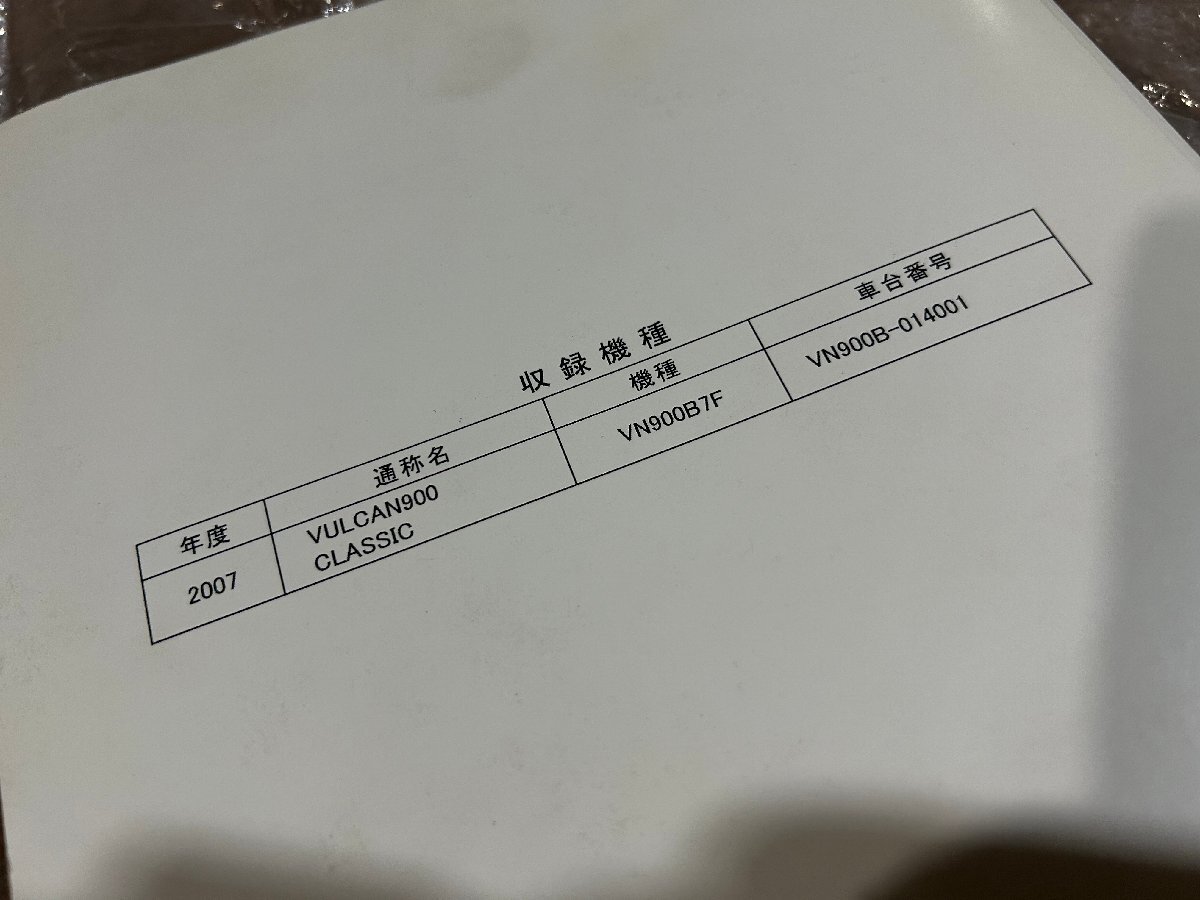 収録機種
年度 通称名 機種 車台番号
2007 VULCAN900 CLASSIC VN900B7F VN900B-014001